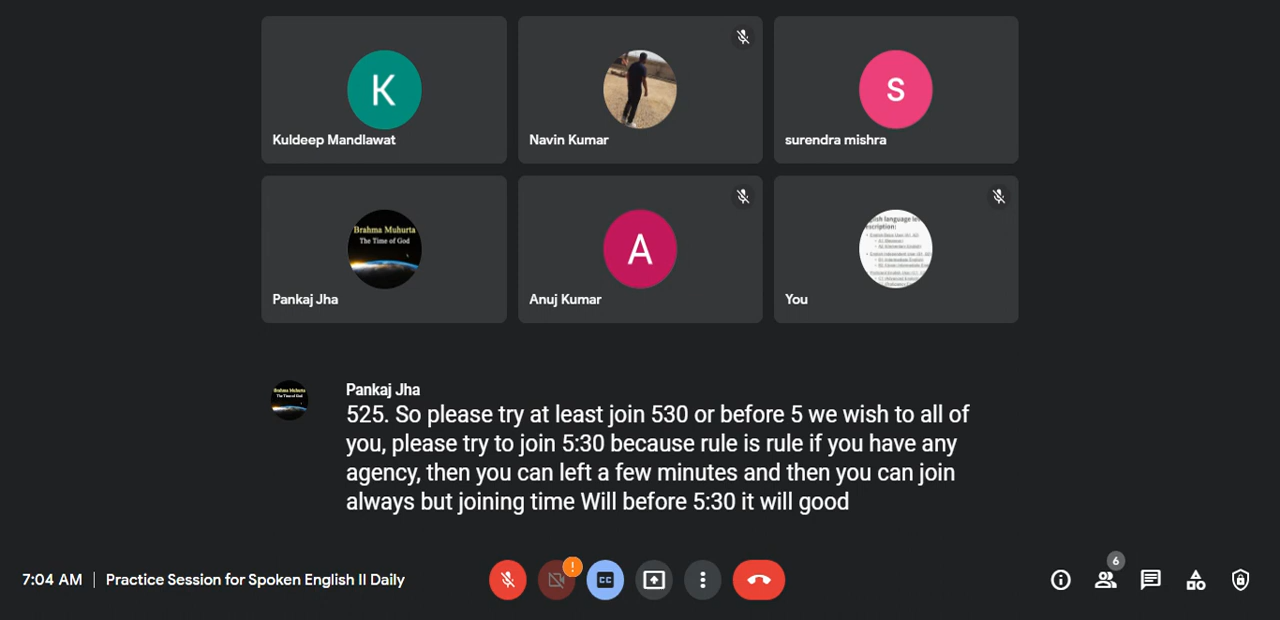 K
Kuldeep Mandlawat
Navin Kumar
S
surendra mishra
Brahma Muhurta
The Time of God
Pankaj Jha
A
Anuj Kumar
You
Pankaj Jha
525. So please try at least join 530 or before 5 we wish to all of
you, please try to join 5:30 because rule is rule if you have any
agency, then you can left a few minutes and then you can join
always but joining time Will before 5:30 it will good
7:04 AM | Practice Session for Spoken English II Daily
!
CC
6